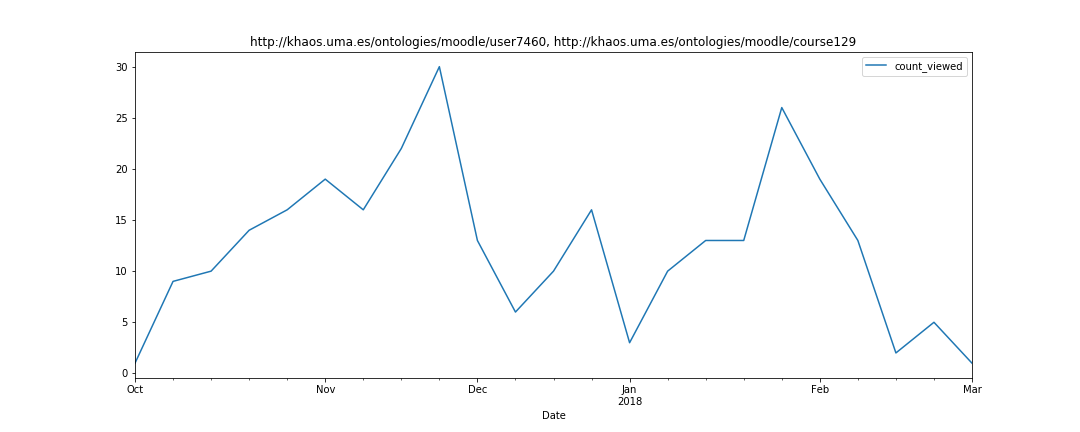 http://khaos.uma.es/ontologies/moodle/user7460, http://khaos.uma.es/ontologies/moodle/course129
count_viewed
30
25
20
15
10
5
0
Oct Nov Dec Jan Feb Mar
2018
Date